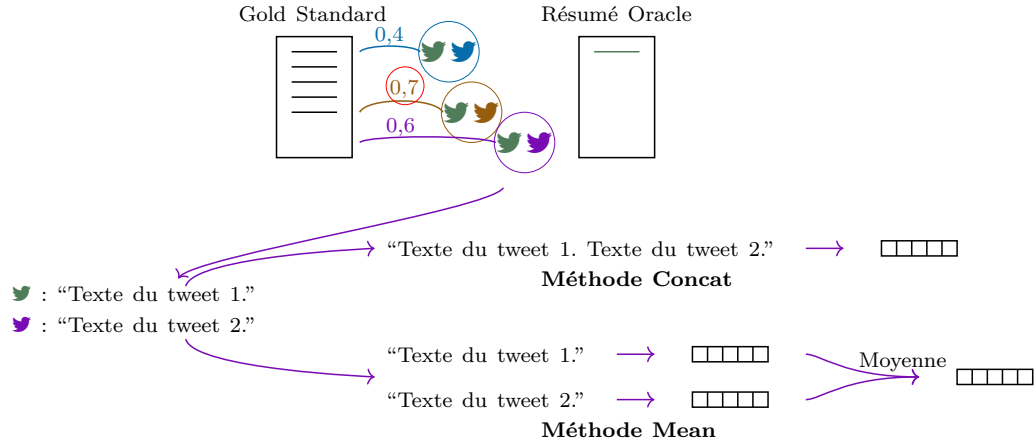 Gold Standard
Résumé Oracle
0,4
0,7
0,6
“Texte du tweet 1. Texte du tweet 2.”
Méthode Concat
: “Texte du tweet 1.”
: “Texte du tweet 2.”
“Texte du tweet 1.”
Moyenne
“Texte du tweet 2.”
Méthode Mean